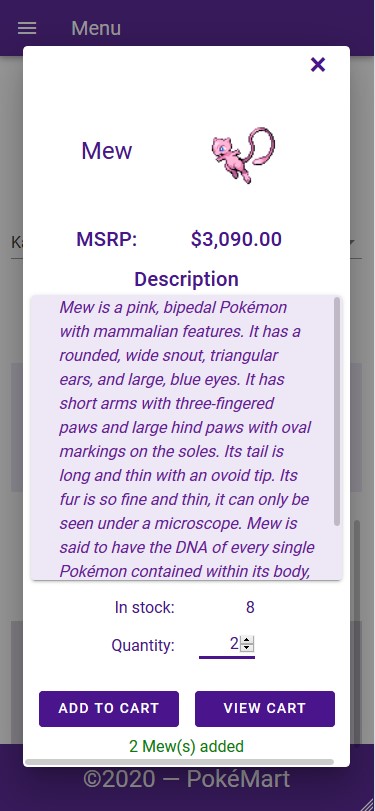 Menu
×
Mew
MSRP: $3,090.00
Description
Mew is a pink, bipedal Pokémon
with mammalian features. It has a
rounded, wide snout, triangular
ears, and large, blue eyes. It has
short arms with three-fingered
paws and large hind paws with oval
markings on the soles. Its tail is
long and thin with an ovoid tip. Its
fur is so fine and thin, it can only be
seen under a microscope. Mew is
said to have the DNA of every single
Pokémon contained within its body,
In stock: 8
Quantity: 2
ADD TO CART VIEW CART
2 Mew(s) added
©2020 — PokéMart